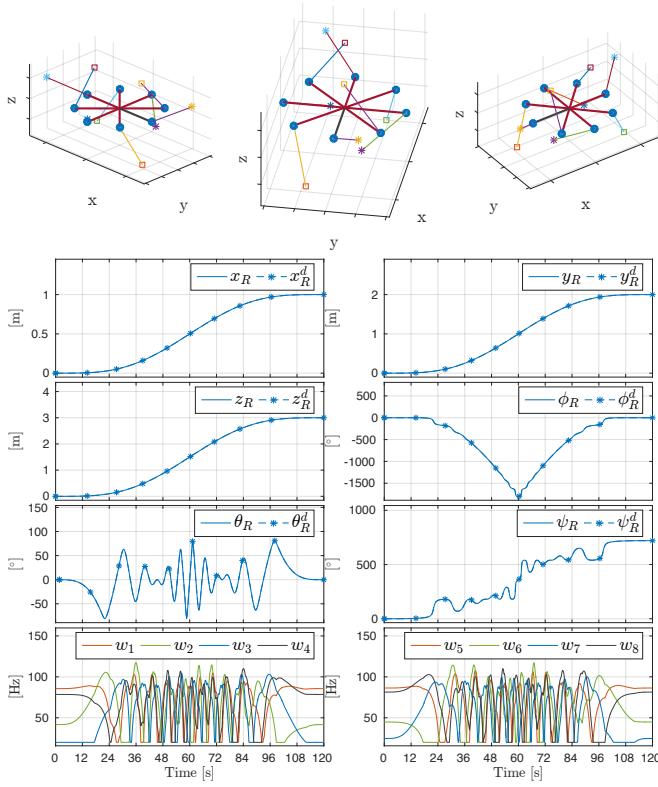 z
x
y
z
y
x
z
y
x
x_R x_R^d
[m]
1
0.5
0
y_R y_R^d
[m]
2
1
0
z_R z_R^d
[m]
3
2
1
0
ϕ_R ϕ_R^d
[°]
500
0
-500
-1000
-1500
θ_R θ_R^d
[°]
150
100
50
0
-50
ψ_R ψ_R^d
[°]
1000
500
0
w_1 w_2 w_3 w_4
[Hz]
150
100
50
0 12 24 36 48 60 72 84 96 108 120
Time [s]
w_5 w_6 w_7 w_8
[Hz]
150
100
50
0 12 24 36 48 60 72 84 96 108 120
Time [s]